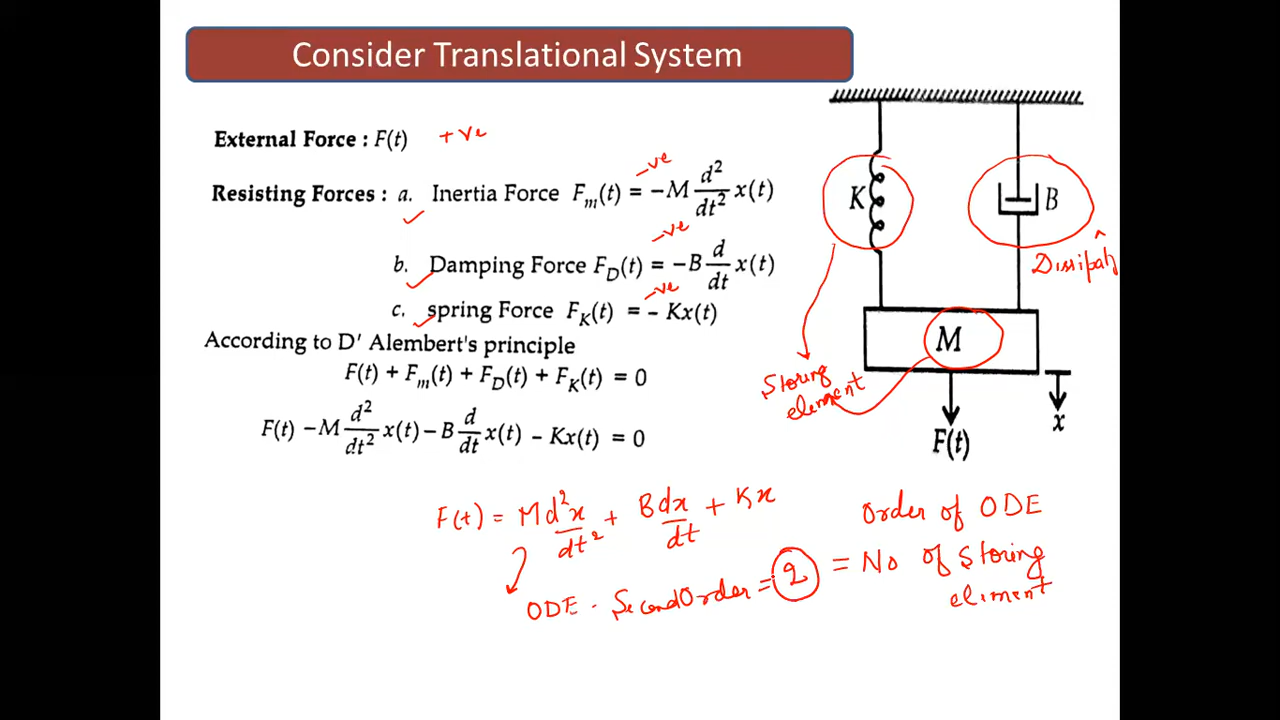 Consider Translational System
External Force : F(t) +ve
-ve
Resisting Forces : a. Inertia Force F_m(t) = -M d²/dt² x(t)
-ve
b. Damping Force F_D(t) = -B d/dt x(t)
-ve
c. spring Force F_K(t) = - Kx(t)
According to D' Alembert's principle
F(t) + F_m(t) + F_D(t) + F_K(t) = 0
F(t) - M d²/dt² x(t) - B d/dt x(t) - Kx(t) = 0
F(t) = M d²x/dt² + B dx/dt + Kx
ODE - Second Order = 2 = No of Storing
eliment
Order of ODE
K
B
Dissipati
M
Storing
element
F(t)
x